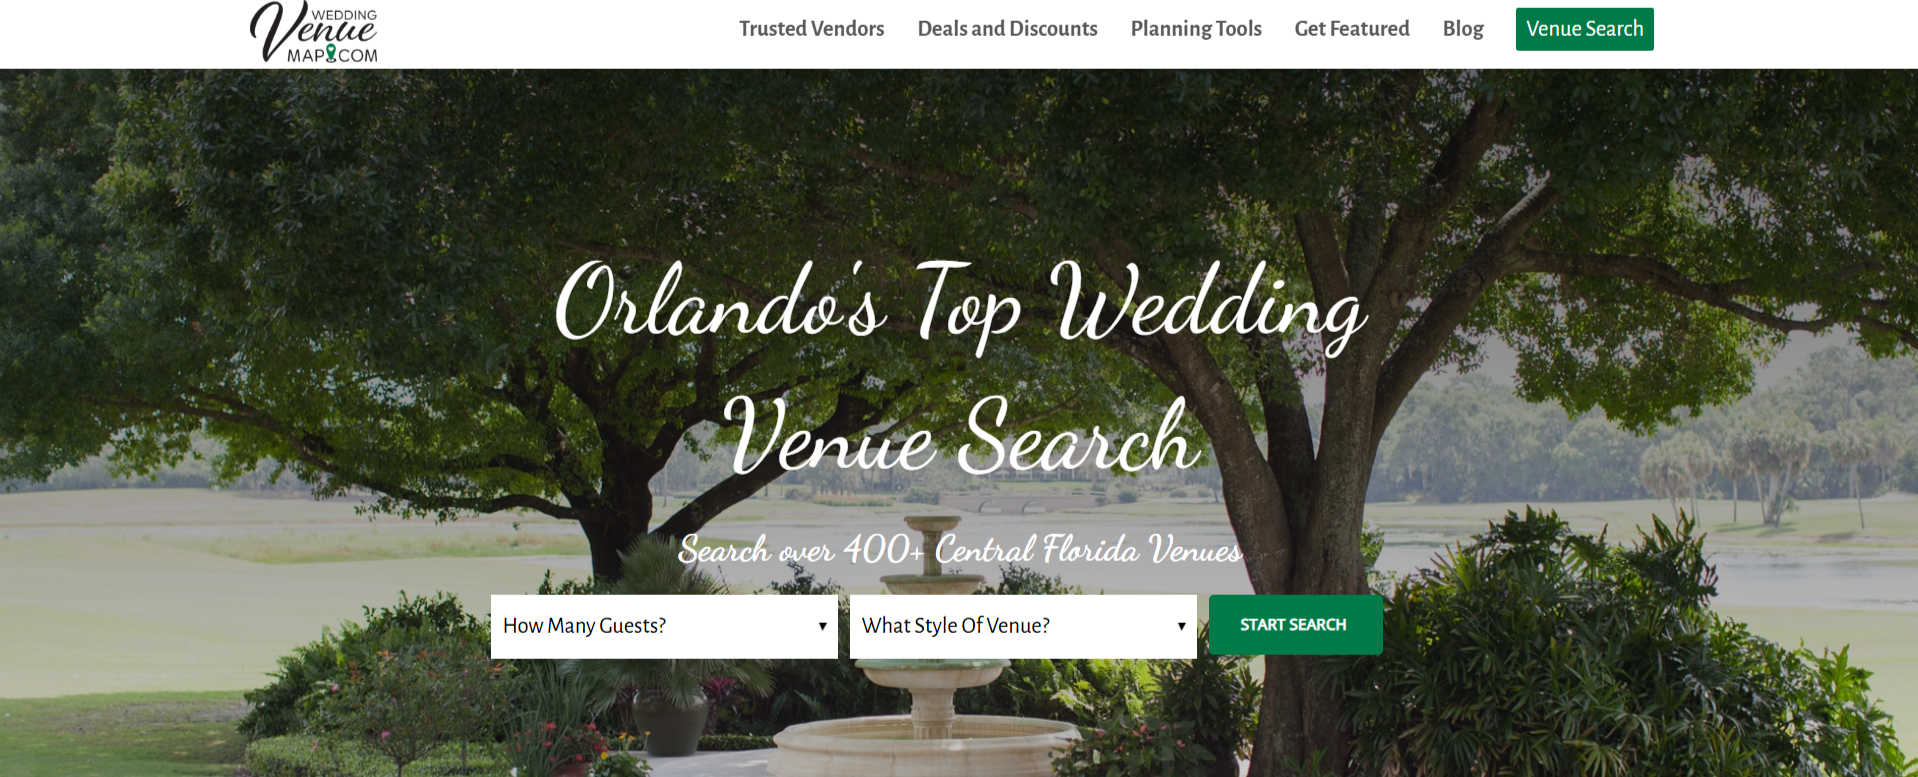 WEDDING
Venue
MAP COM
Trusted Vendors
Deals and Discounts
Planning Tools
Get Featured
Blog
Venue Search
Orlando's Top Wedding
Venue Search
Search over 400+ Central Florida Venues
How Many Guests?
What Style Of Venue?
START SEARCH